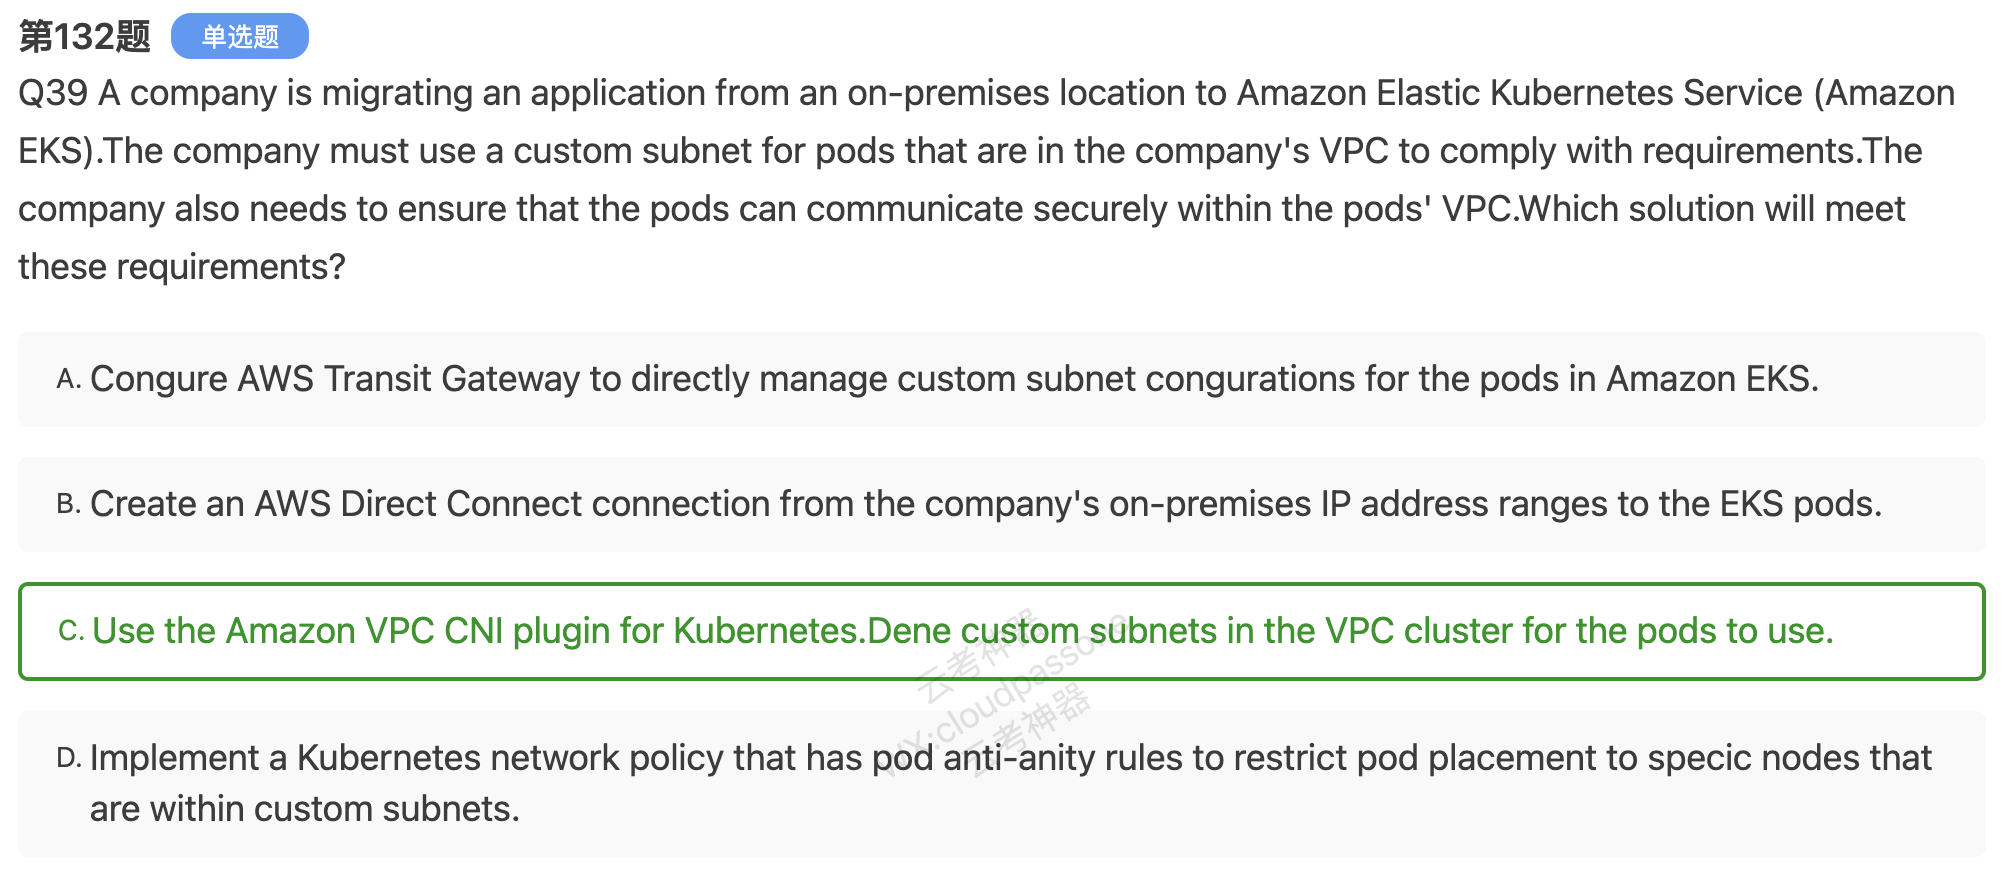 第132题 单选题
Q39 A company is migrating an application from an on-premises location to Amazon Elastic Kubernetes Service (Amazon
EKS).The company must use a custom subnet for pods that are in the company's VPC to comply with requirements.The
company also needs to ensure that the pods can communicate securely within the pods' VPC.Which solution will meet
these requirements?
A. Congure AWS Transit Gateway to directly manage custom subnet congurations for the pods in Amazon EKS.
B. Create an AWS Direct Connect connection from the company's on-premises IP address ranges to the EKS pods.
C. Use the Amazon VPC CNI plugin for Kubernetes.Dene custom subnets in the VPC cluster for the pods to use.
D. Implement a Kubernetes network policy that has pod anti-anity rules to restrict pod placement to specic nodes that
are within custom subnets.
云考神器
WX:cloudpassone
云考神器